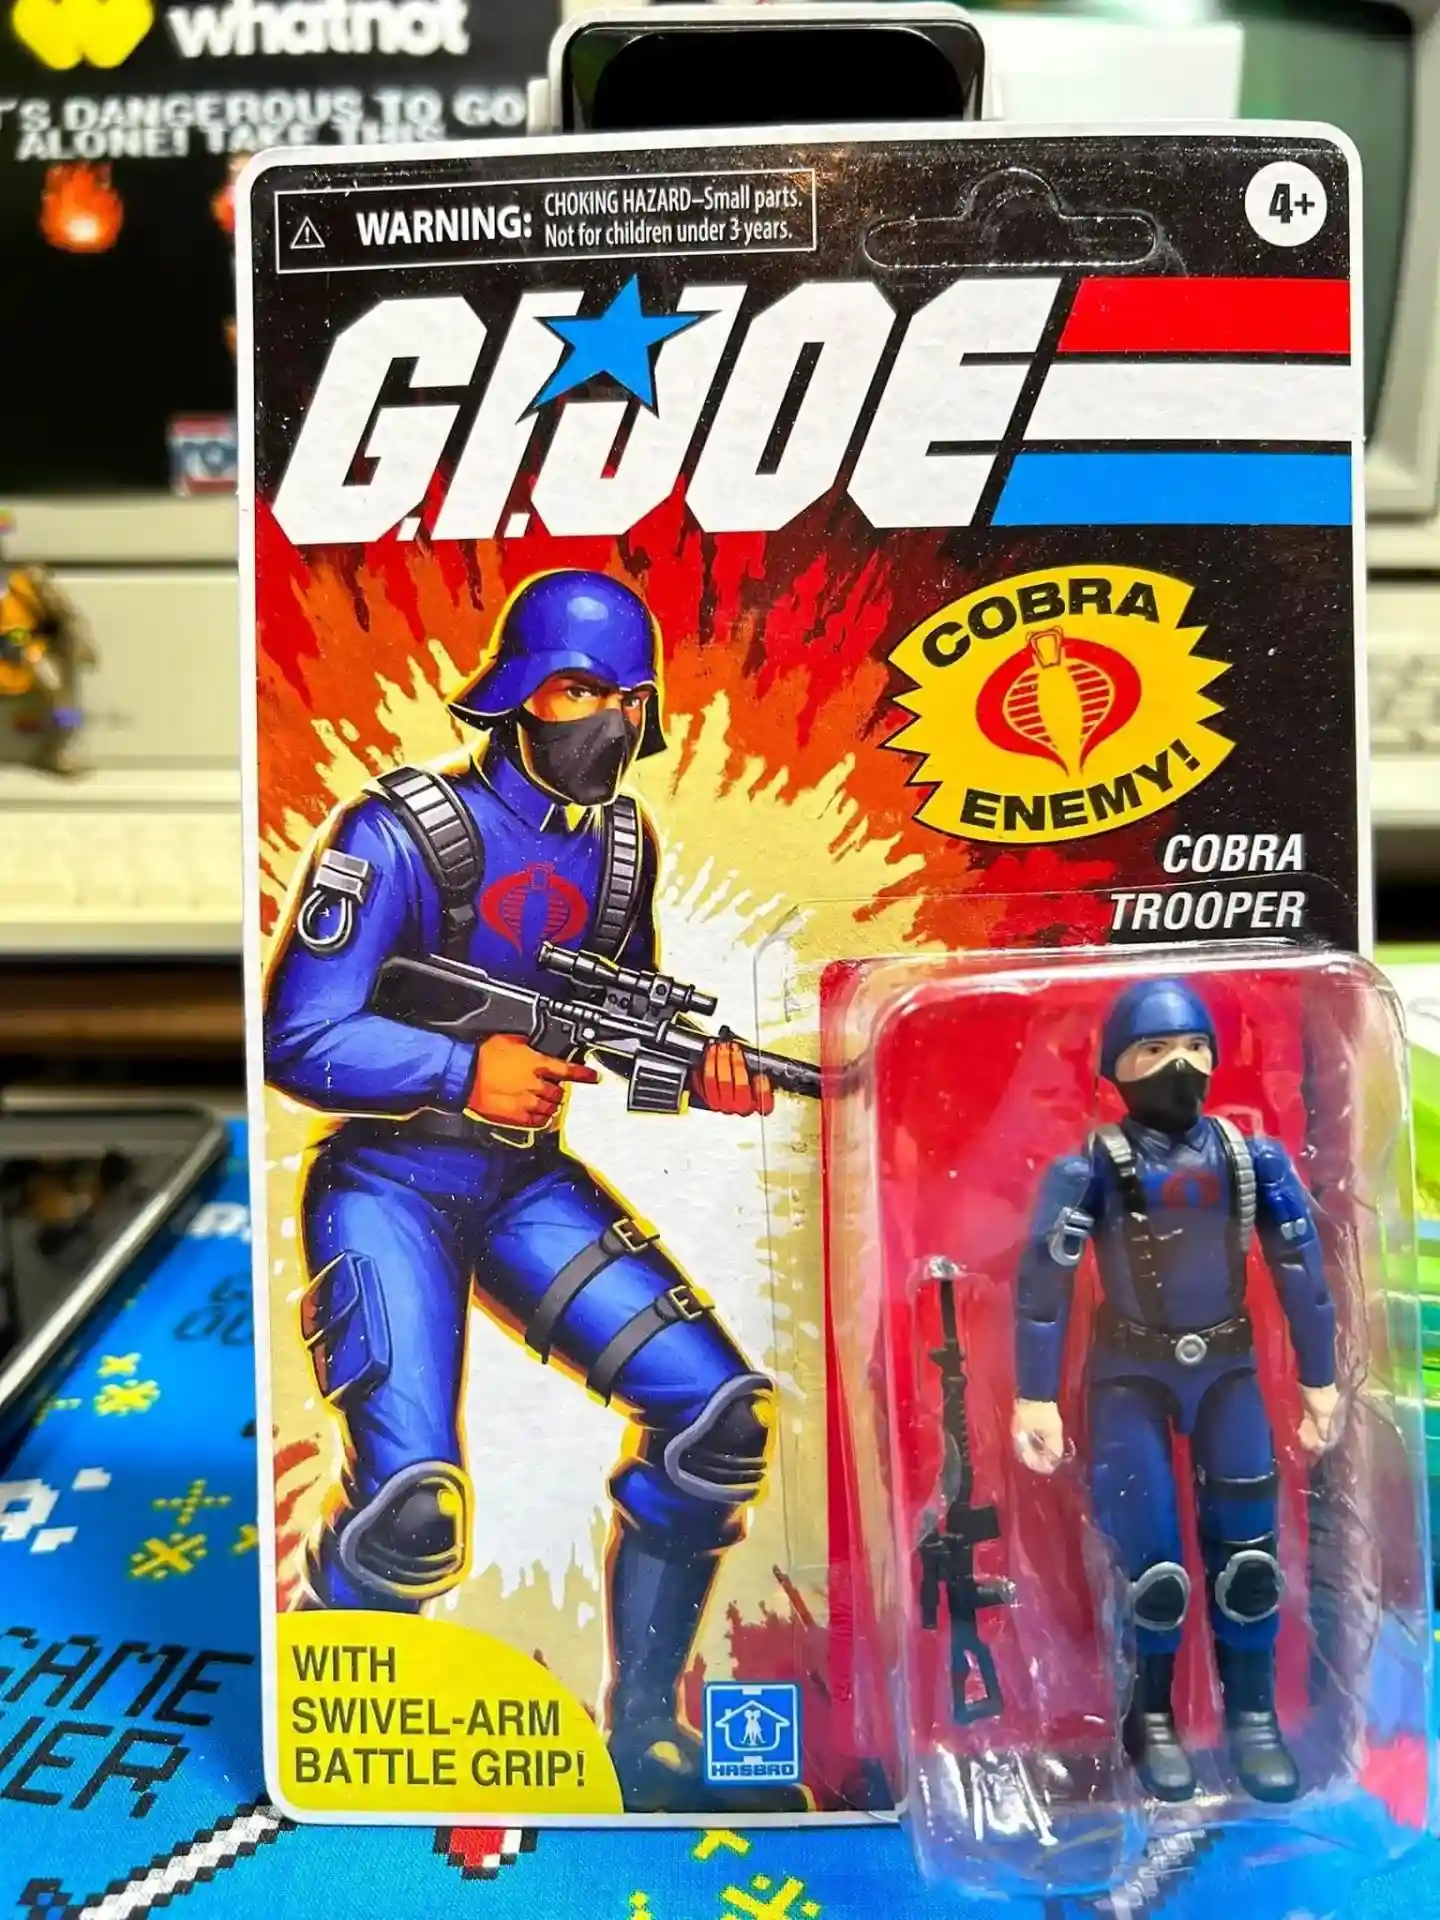 whatnot
'S DANGEROUS TO GO
ALONE! TAKE THIS
WARNING: CHOKING HAZARD–Small parts.
Not for children under 3 years.
4+
G.I.JOE
COBRA
ENEMY!
COBRA
TROOPER
WITH
SWIVEL-ARM
BATTLE GRIP!
HASBRO
GAME